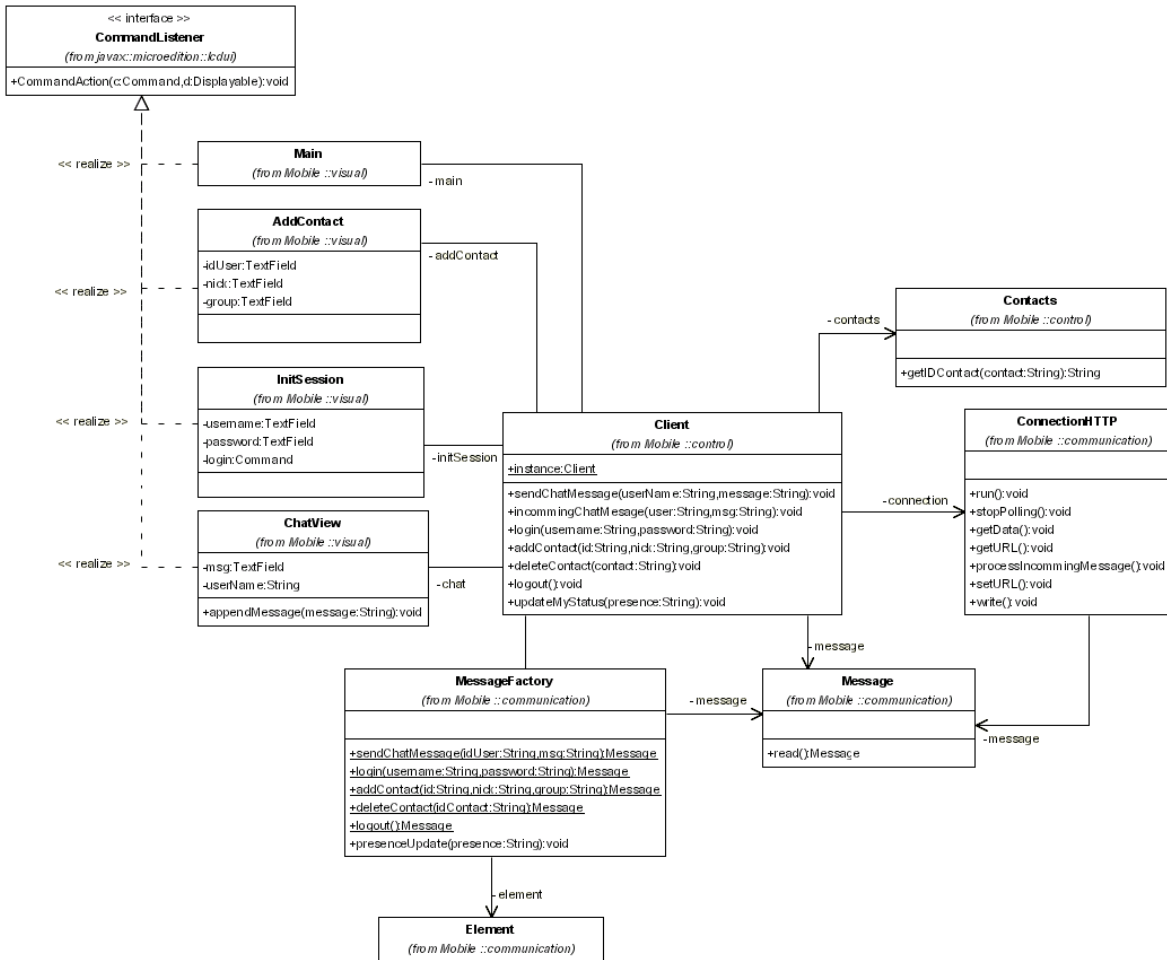 << interface >>
CommandListener
(from javax::microedition::lcdui)
+CommandAction(c:Command,d:Displayable):void
<< realize >>
Main
(from Mobile ::visual)
-main
AddContact
(from Mobile ::visual)
-idUser:TextField
-nick:TextField
-group:TextField
-addContact
<< realize >>
InitSession
(from Mobile ::visual)
-username:TextField
-password:TextField
-login:Command
-initSession
<< realize >>
ChatView
(from Mobile ::visual)
-msg:TextField
-userName:String
+appendMessage(message:String):void
-chat
<< realize >>
Client
(from Mobile ::control)
+instance:Client
+sendChatMessage(userName:String,message:String):void
+incommingChatMesage(user:String,msg:String):void
+login(username:String,password:String):void
+addContact(id:String,nick:String,group:String):void
+deleteContact(contact:String):void
+logout():void
+updateMyStatus(presence:String):void
-contacts
Contacts
(from Mobile ::control)
+getIDContact(contact:String):String
-connection
ConnectionHTTP
(from Mobile ::communication)
+run():void
+stopPolling():void
+getData():void
+getURL():void
+processIncommingMessage():void
+setURL():void
+write():void
-message
MessageFactory
(from Mobile ::communication)
+sendChatMessage(idUser:String,msg:String):Message
+login(username:String,password:String):Message
+addContact(id:String,nick:String,group:String):Message
+deleteContact(idContact:String):Message
+logout():Message
+presenceUpdate(presence:String):void
-message
Message
(from Mobile ::communication)
+read():Message
-message
-element
Element
(from Mobile ::communication)